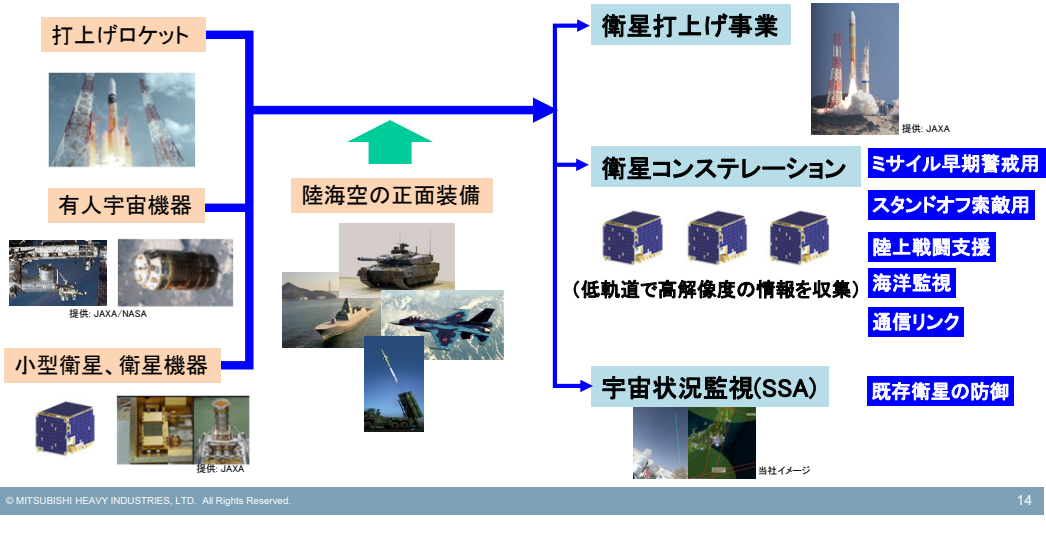 打上げロケット
有人宇宙機器
提供: JAXA/NASA
小型衛星、衛星機器
提供: JAXA
陸海空の正面装備
衛星打上げ事業
提供: JAXA
衛星コンステレーション
(低軌道で高解像度の情報を収集)
ミサイル早期警戒用
スタンドオフ索敵用
陸上戦闘支援
海洋監視
通信リンク
宇宙状況監視(SSA)
既存衛星の防御
当社イメージ
© MITSUBISHI HEAVY INDUSTRIES, LTD. All Rights Reserved.
14